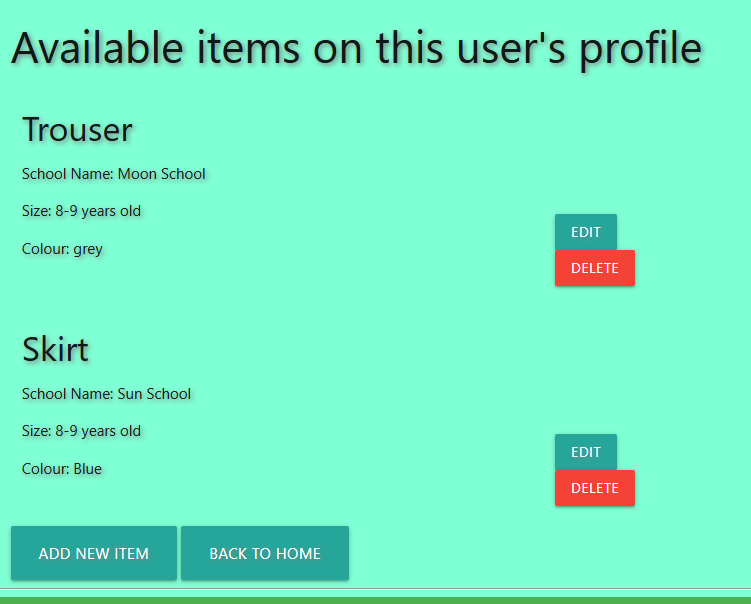 Available items on this user's profile
Trouser
School Name: Moon School
Size: 8-9 years old
Colour: grey
EDIT
DELETE
Skirt
School Name: Sun School
Size: 8-9 years old
Colour: Blue
EDIT
DELETE
ADD NEW ITEM BACK TO HOME